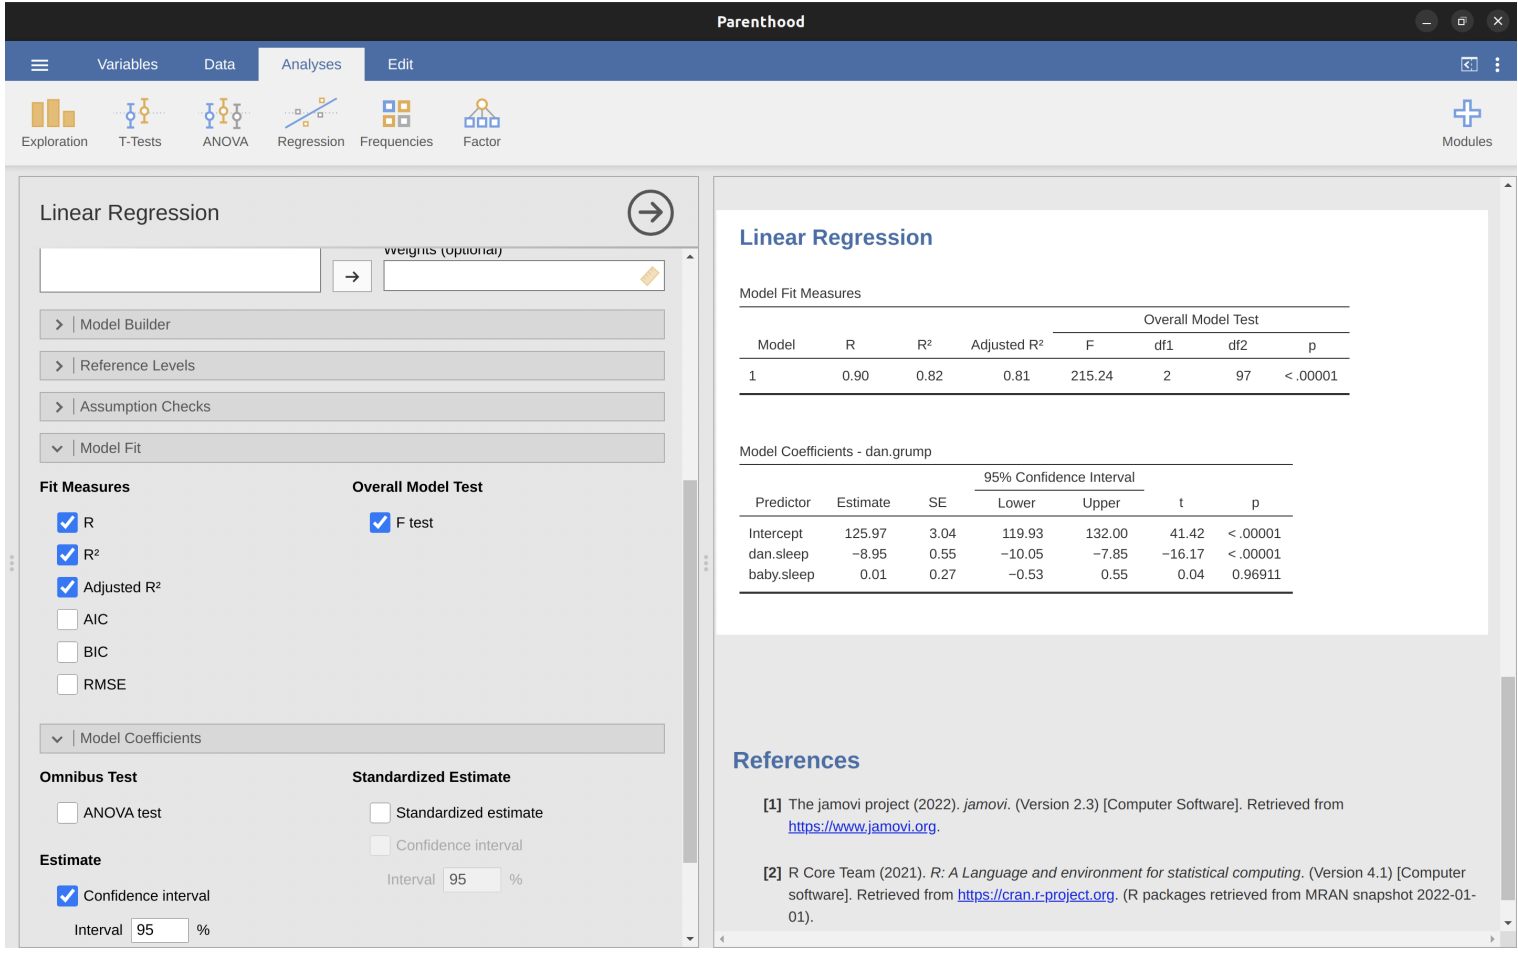 Parenthood
Variables Data Analyses Edit
Exploration T-Tests ANOVA Regression Frequencies Factor Modules
Linear Regression
Weights (optional)
Model Builder
Reference Levels
Assumption Checks
Model Fit
Fit Measures Overall Model Test
R F test
R²
Adjusted R²
AIC
BIC
RMSE
Model Coefficients
Omnibus Test Standardized Estimate
ANOVA test Standardized estimate
Confidence interval
Interval 95 %
Estimate
Confidence interval
Interval 95 %
Linear Regression
Model Fit Measures
Overall Model Test
Model R R² Adjusted R² F df1 df2 p
1 0.90 0.82 0.81 215.24 2 97 < .00001
Model Coefficients - dan.grump
95% Confidence Interval
Predictor Estimate SE Lower Upper t p
Intercept 125.97 3.04 119.93 132.00 41.42 < .00001
dan.sleep −8.95 0.55 −10.05 −7.85 −16.17 < .00001
baby.sleep 0.01 0.27 −0.53 0.55 0.04 0.96911
References
[1] The jamovi project (2022). jamovi. (Version 2.3) [Computer Software]. Retrieved from
https://www.jamovi.org.
[2] R Core Team (2021). R: A Language and environment for statistical computing. (Version 4.1) [Computer
software]. Retrieved from https://cran.r-project.org. (R packages retrieved from MRAN snapshot 2022-01-
01).